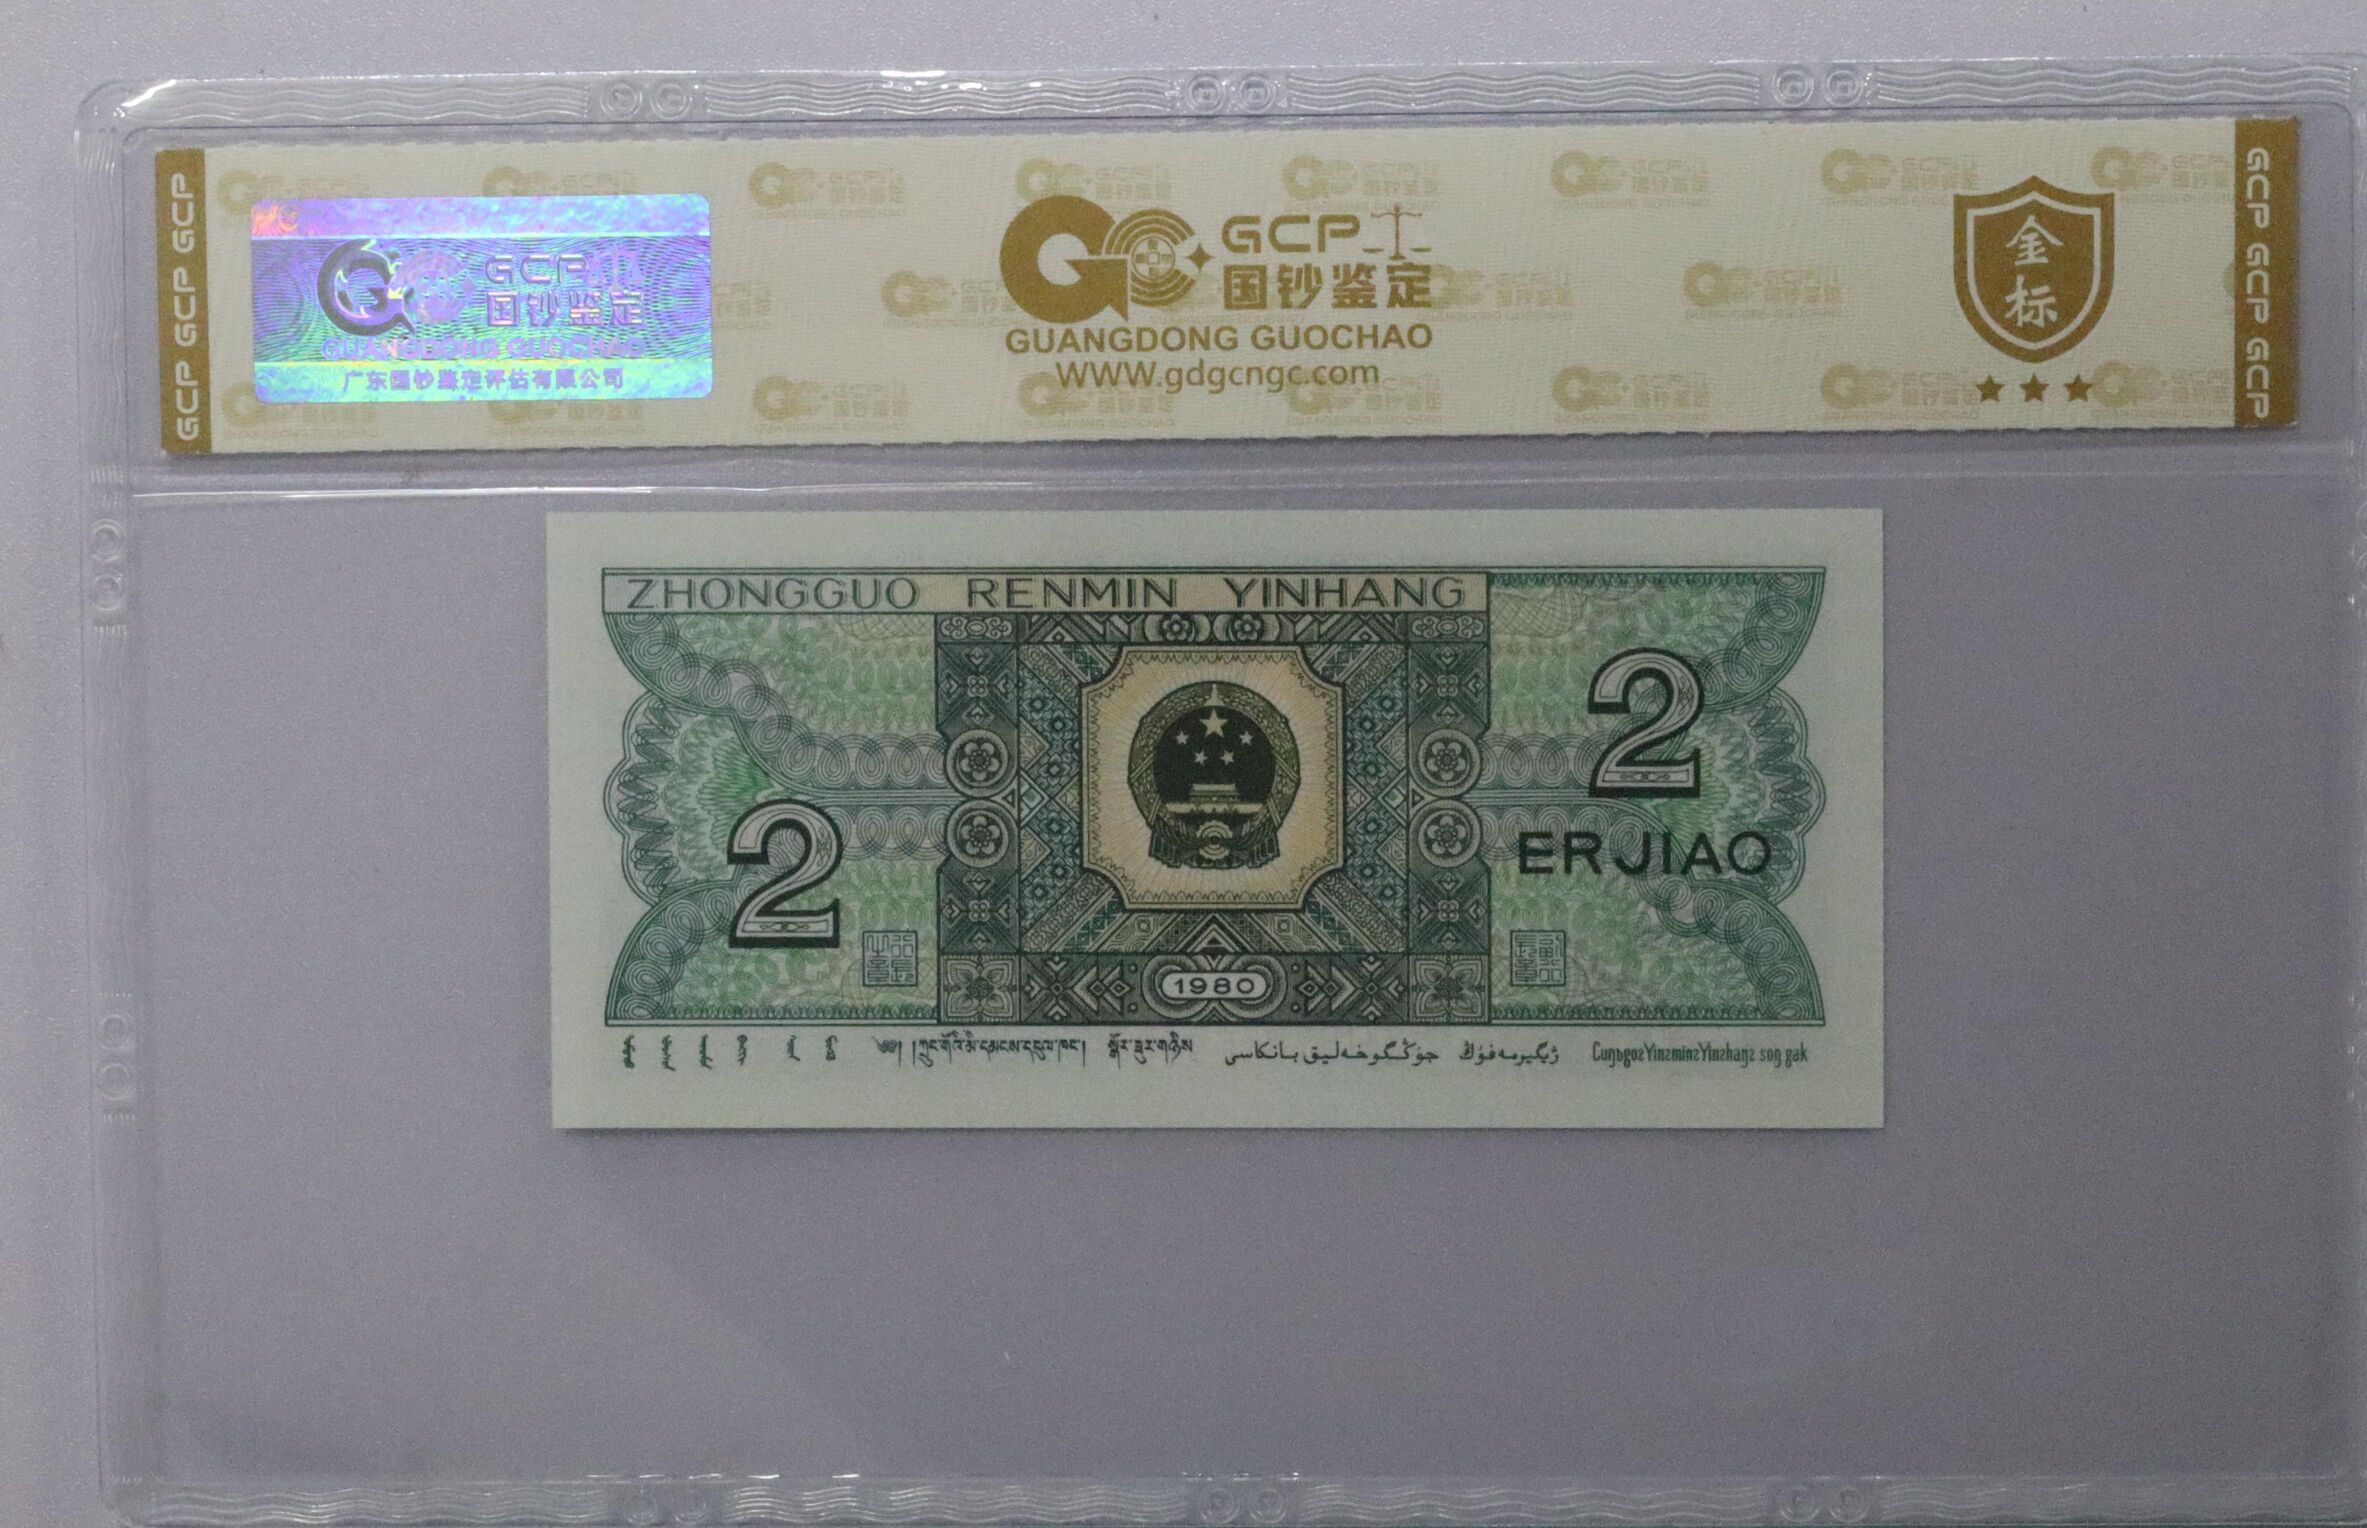 GCP GCP GCP
GCP
国钞鉴定
GUANGDONG GUOCHAO
广东国钞鉴定评估有限公司
GCP
国钞鉴定
GUANGDONG GUOCHAO
WWW.gdgcngc.com
金
标
GCP GCP GCP
ZHONGGUO RENMIN YINHANG
2
2
ERJIAO
1980
Cuŋƅgoƨ Yinƨminƨ Yinƨhaŋƨ soŋ gak